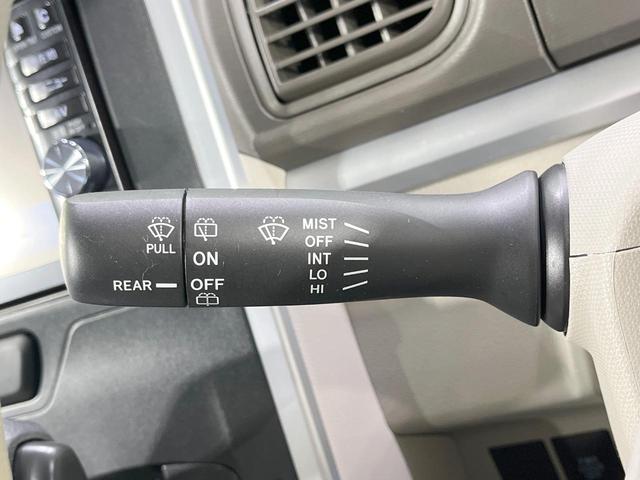 PULL
REAR
ON
OFF
MIST
OFF
INT
LO
HI